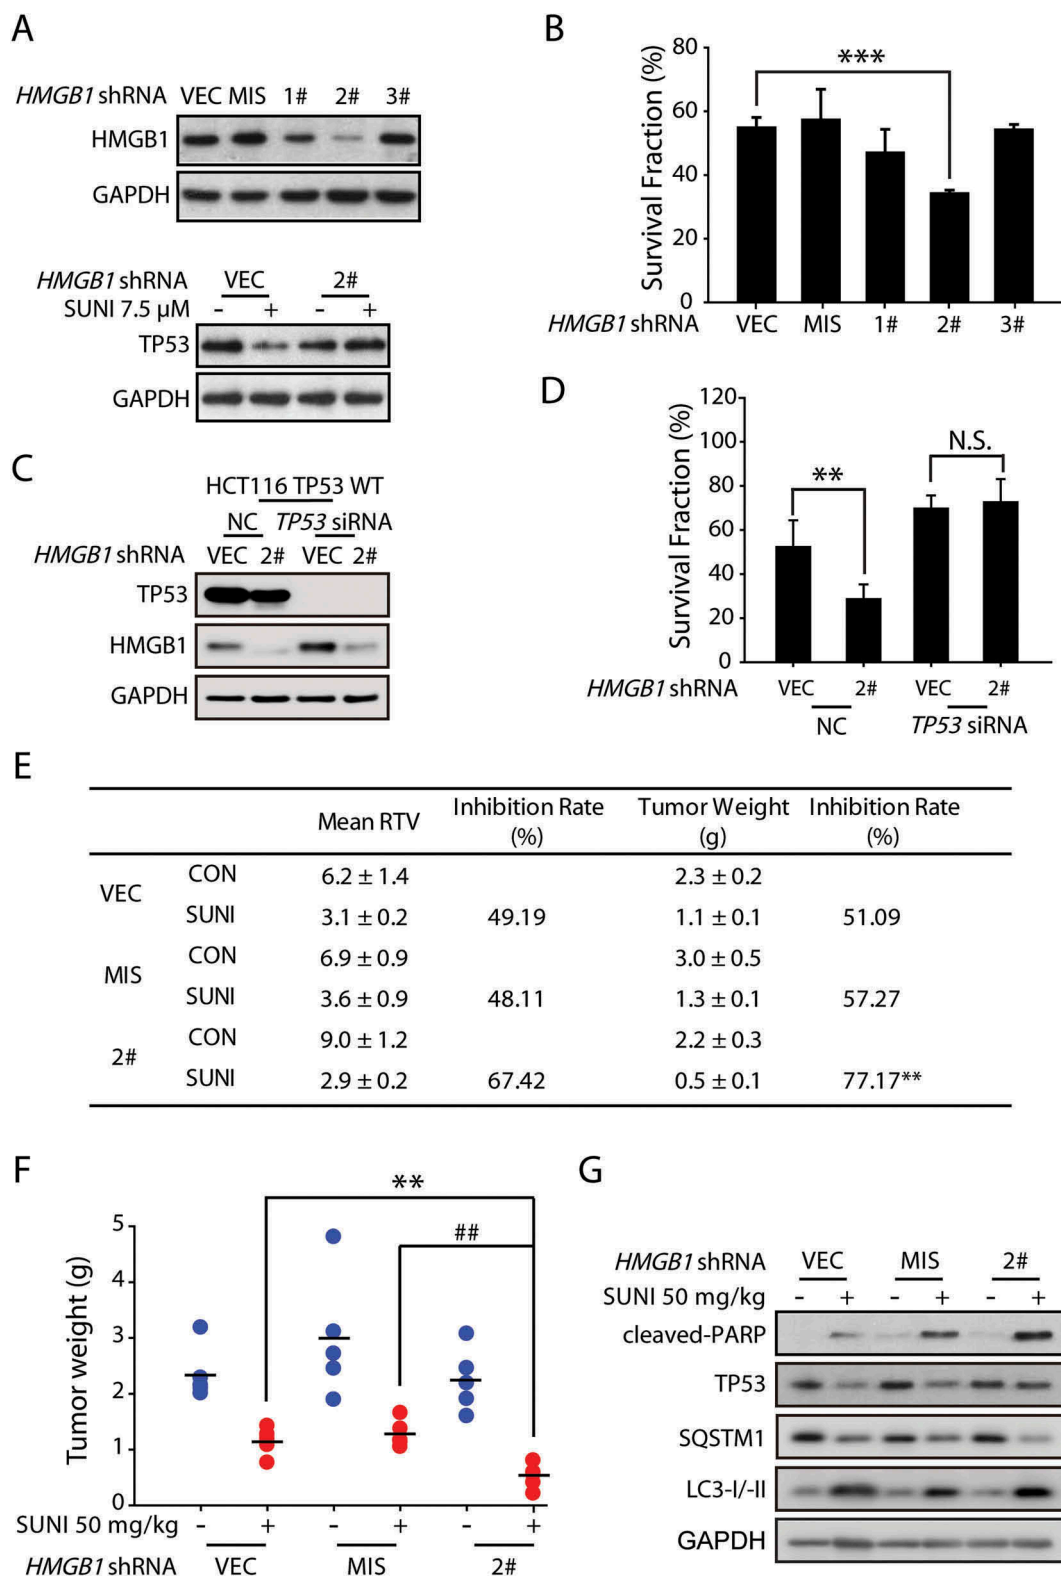 A
HMGB1 shRNA VEC MIS 1# 2# 3#
HMGB1
GAPDH
HMGB1 shRNA VEC 2#
SUNI 7.5 µM - + - +
TP53
GAPDH
B
Survival Fraction (%)
80
60
40
20
0
***
HMGB1 shRNA VEC MIS 1# 2# 3#
C
HCT116 TP53 WT
NC TP53 siRNA
HMGB1 shRNA VEC 2# VEC 2#
TP53
HMGB1
GAPDH
D
Survival Fraction (%)
120
100
80
60
40
20
0
** N.S.
HMGB1 shRNA VEC 2# VEC 2#
NC TP53 siRNA
E
Mean RTV Inhibition Rate (%) Tumor Weight (g) Inhibition Rate (%)
VEC CON 6.2 ± 1.4 2.3 ± 0.2
SUNI 3.1 ± 0.2 49.19 1.1 ± 0.1 51.09
MIS CON 6.9 ± 0.9 3.0 ± 0.5
SUNI 3.6 ± 0.9 48.11 1.3 ± 0.1 57.27
2# CON 9.0 ± 1.2 2.2 ± 0.3
SUNI 2.9 ± 0.2 67.42 0.5 ± 0.1 77.17**
F
Tumor weight (g)
5
4
3
2
1
0
**
##
SUNI 50 mg/kg - + - + - +
HMGB1 shRNA VEC MIS 2#
G
HMGB1 shRNA VEC MIS 2#
SUNI 50 mg/kg - + - + - +
cleaved-PARP
TP53
SQSTM1
LC3-I/-II
GAPDH